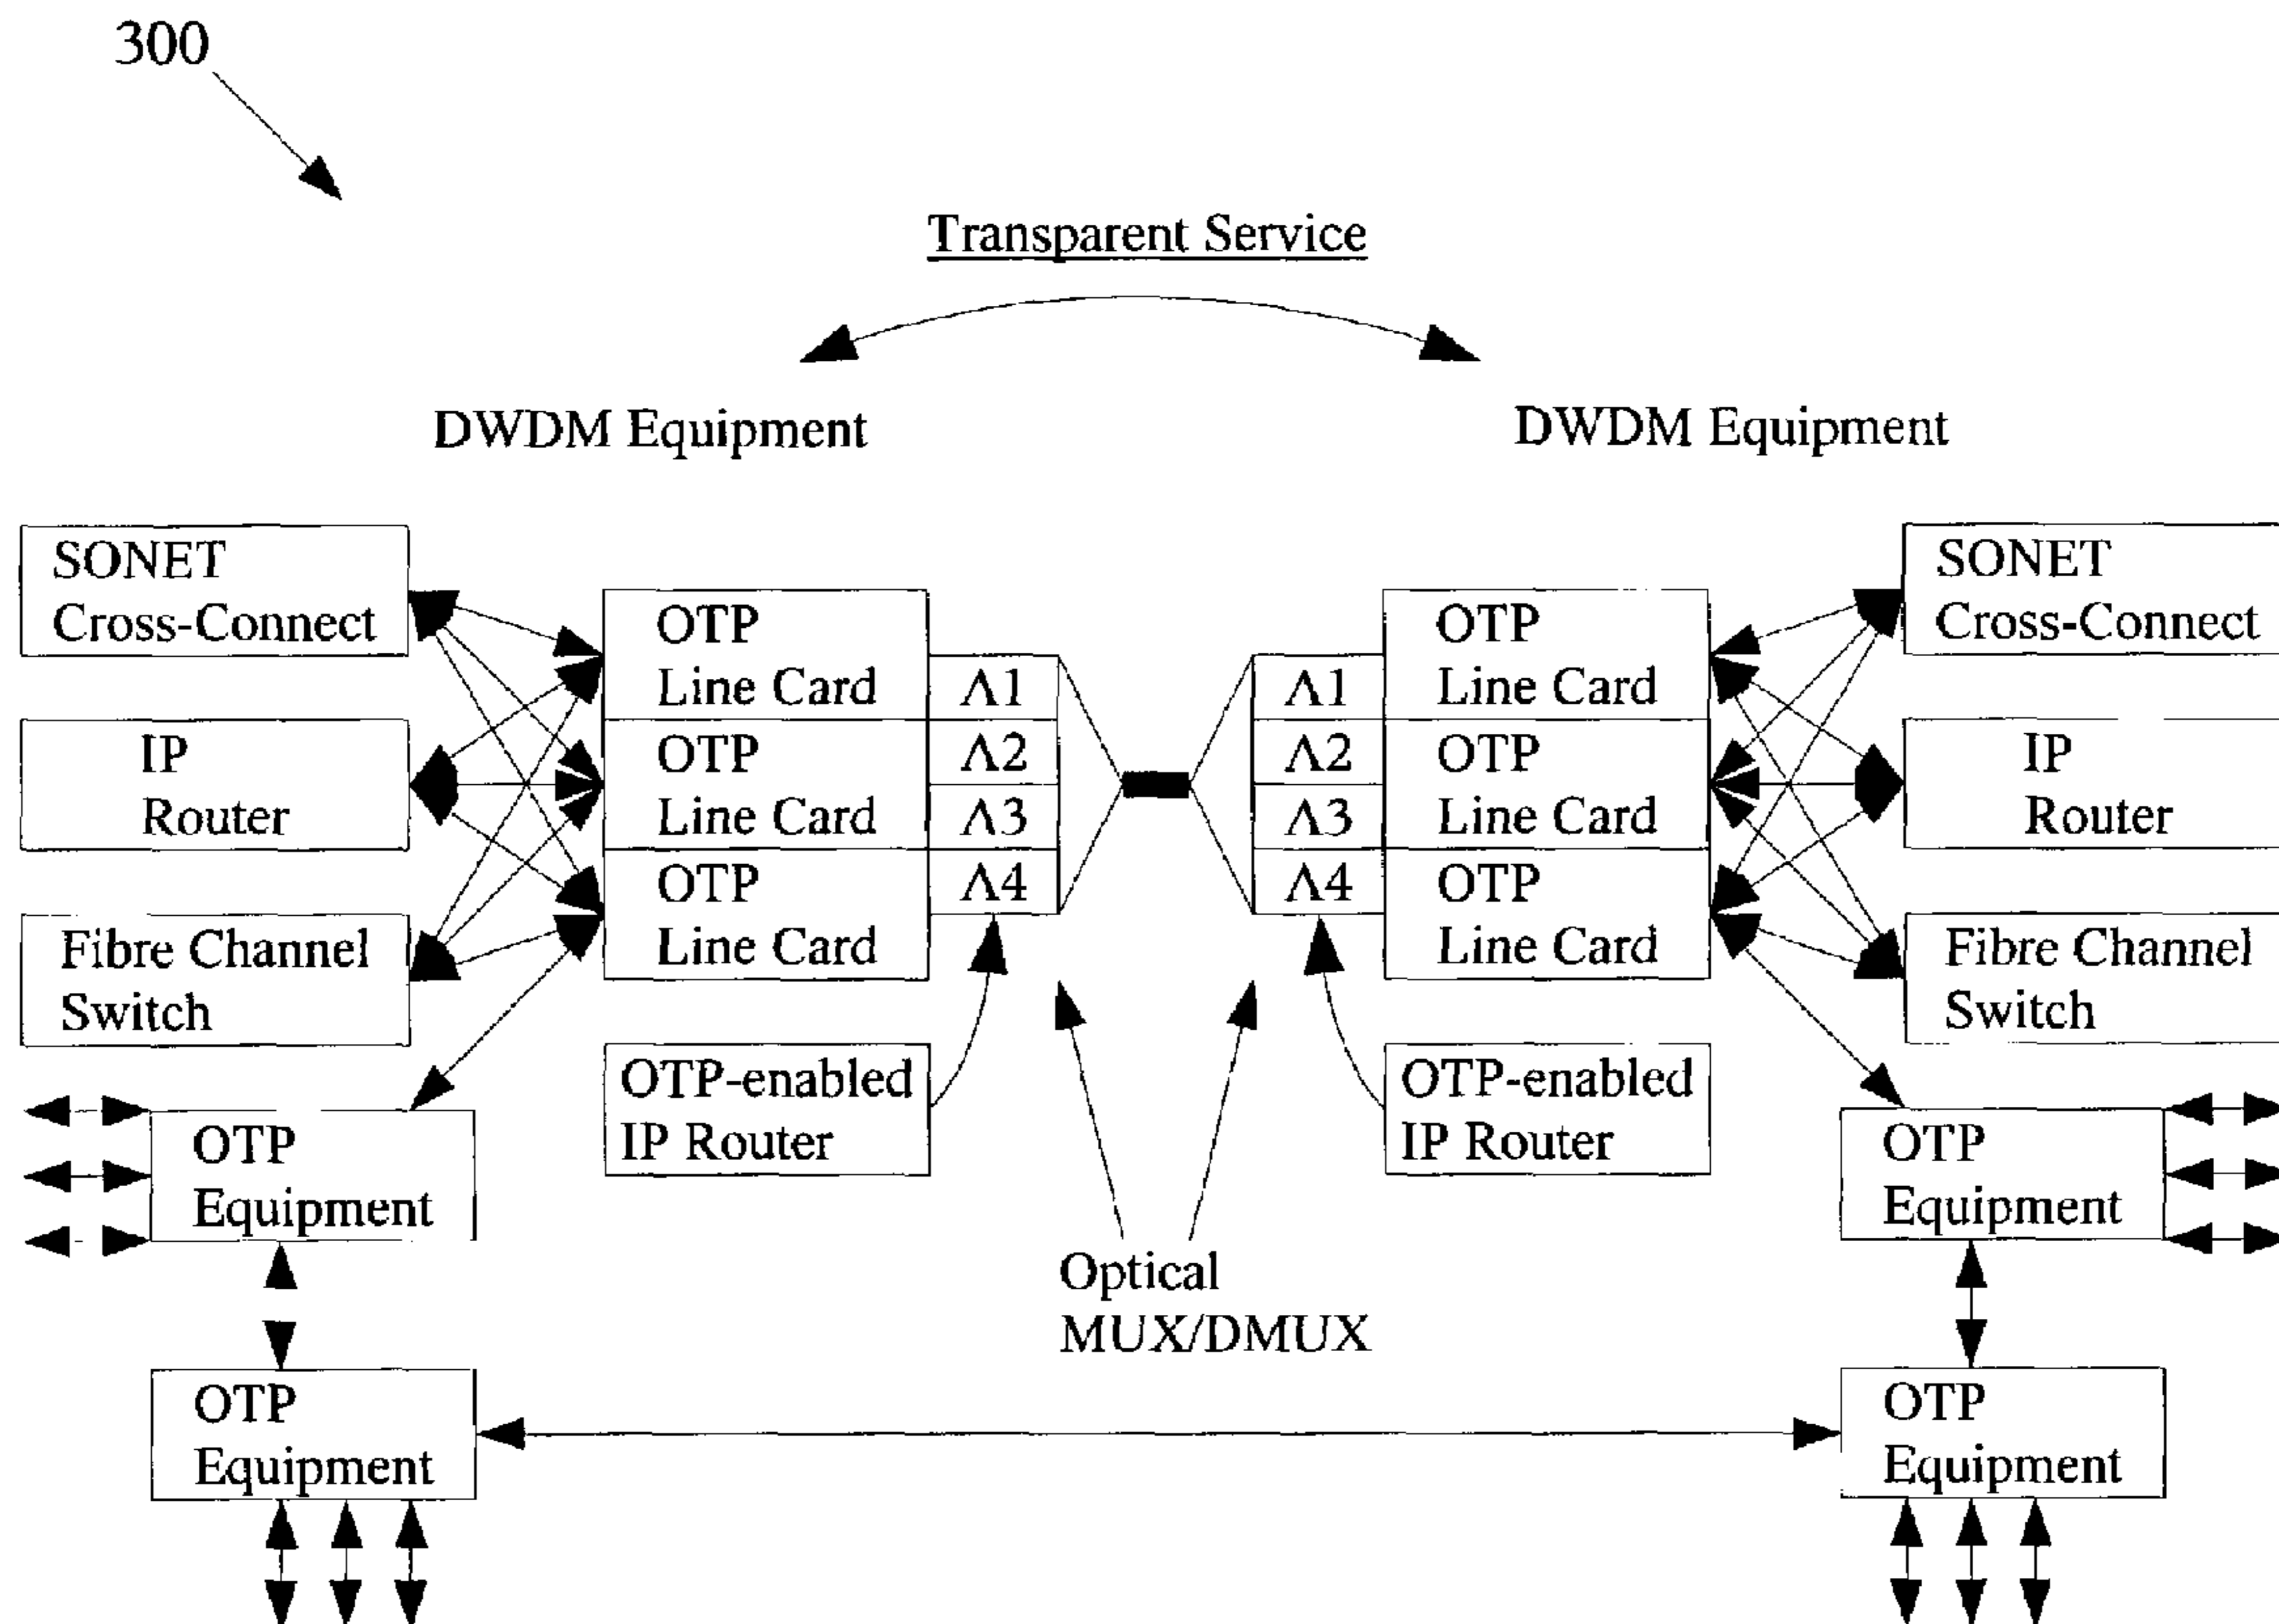 300
Transparent Service
DWDM Equipment
DWDM Equipment
SONET
Cross-Connect
IP
Router
Fibre Channel
Switch
OTP
Line Card
OTP
Line Card
OTP
Line Card
Λ1
Λ2
Λ3
Λ4
Λ1
Λ2
Λ3
Λ4
OTP
Line Card
OTP
Line Card
OTP
Line Card
SONET
Cross-Connect
IP
Router
Fibre Channel
Switch
OTP-enabled
IP Router
OTP-enabled
IP Router
OTP
Equipment
OTP
Equipment
Optical
MUX/DMUX
OTP
Equipment
OTP
Equipment